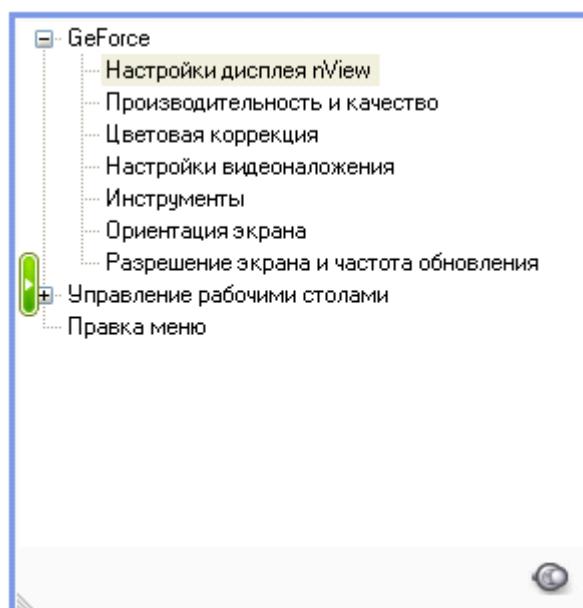 GeForce
Настройки дисплея nView
Производительность и качество
Цветовая коррекция
Настройки видеоналожения
Инструменты
Ориентация экрана
Разрешение экрана и частота обновления
Управление рабочими столами
Правка меню